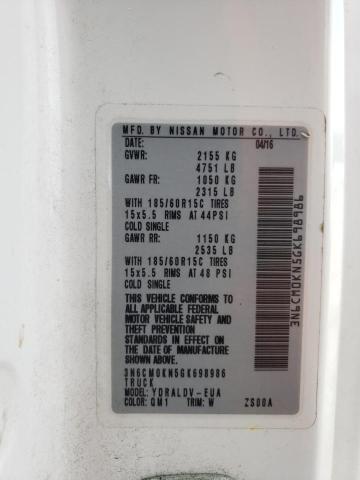 MFD. BY NISSAN MOTOR CO., LTD.
DATE: 04/16
GVWR: 2155 KG
4751 LB
GAWR FR: 1050 KG
2315 LB
WITH 185/60R15C TIRES
15x5.5 RIMS AT 44PSI
COLD SINGLE
GAWR RR: 1150 KG
2535 LB
WITH 185/60R15C TIRES
15x5.5 RIMS AT 48 PSI
COLD SINGLE
THIS VEHICLE CONFORMS TO
ALL APPLICABLE FEDERAL
MOTOR VEHICLE SAFETY AND
THEFT PREVENTION
STANDARDS IN EFFECT ON
THE DATE OF MANUFACTURE
SHOWN ABOVE.
3N6CM0KN5GK698986
TRUCK
MODEL: YDRALDV-EUA
COLOR: QM1 TRIM: W ZS00A
3N6CM0KN5GK698986